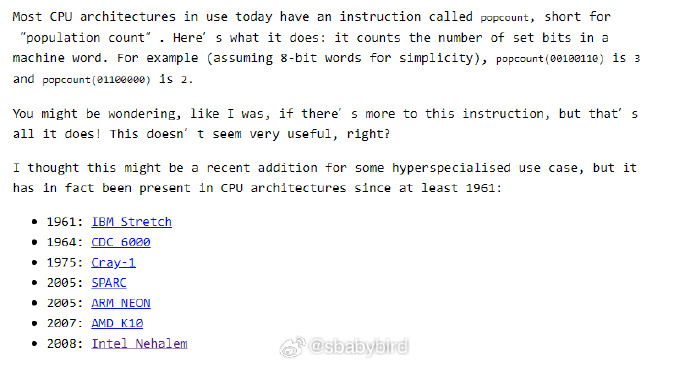 Most CPU architectures in use today have an instruction called popcount, short for
“population count” . Here’ s what it does: it counts the number of set bits in a
machine word. For example (assuming 8-bit words for simplicity), popcount(00100110) is 3
and popcount(01100000) is 2.
You might be wondering, like I was, if there’ s more to this instruction, but that’ s
all it does! This doesn’ t seem very useful, right?
I thought this might be a recent addition for some hyperspecialised use case, but it
has in fact been present in CPU architectures since at least 1961:
• 1961: IBM Stretch
• 1964: CDC 6000
• 1975: Cray-1
• 2005: SPARC
• 2005: ARM NEON
• 2007: AMD K10
• 2008: Intel Nehalem
@sbabybird